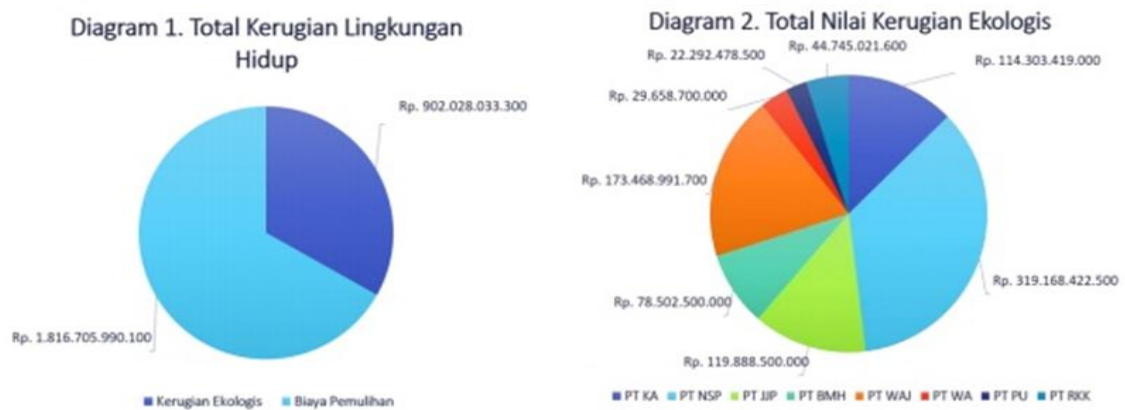 Diagram 1. Total Kerugian Lingkungan
Hidup
Rp. 902.028.033.300
Rp. 1.816.705.990.100
Kerugian Ekologis Biaya Pemulihan
Diagram 2. Total Nilai Kerugian Ekologis
Rp. 44.745.021.600
Rp. 22.292.478.500
Rp. 114.303.419.000
Rp. 29.658.700.000
Rp. 173.468.991.700
Rp. 319.168.422.500
Rp. 78.502.500.000
Rp. 119.888.500.000
PT KA PT NSP PT JJP PT BMH PT WAJ PT WA PT PU PT RKK